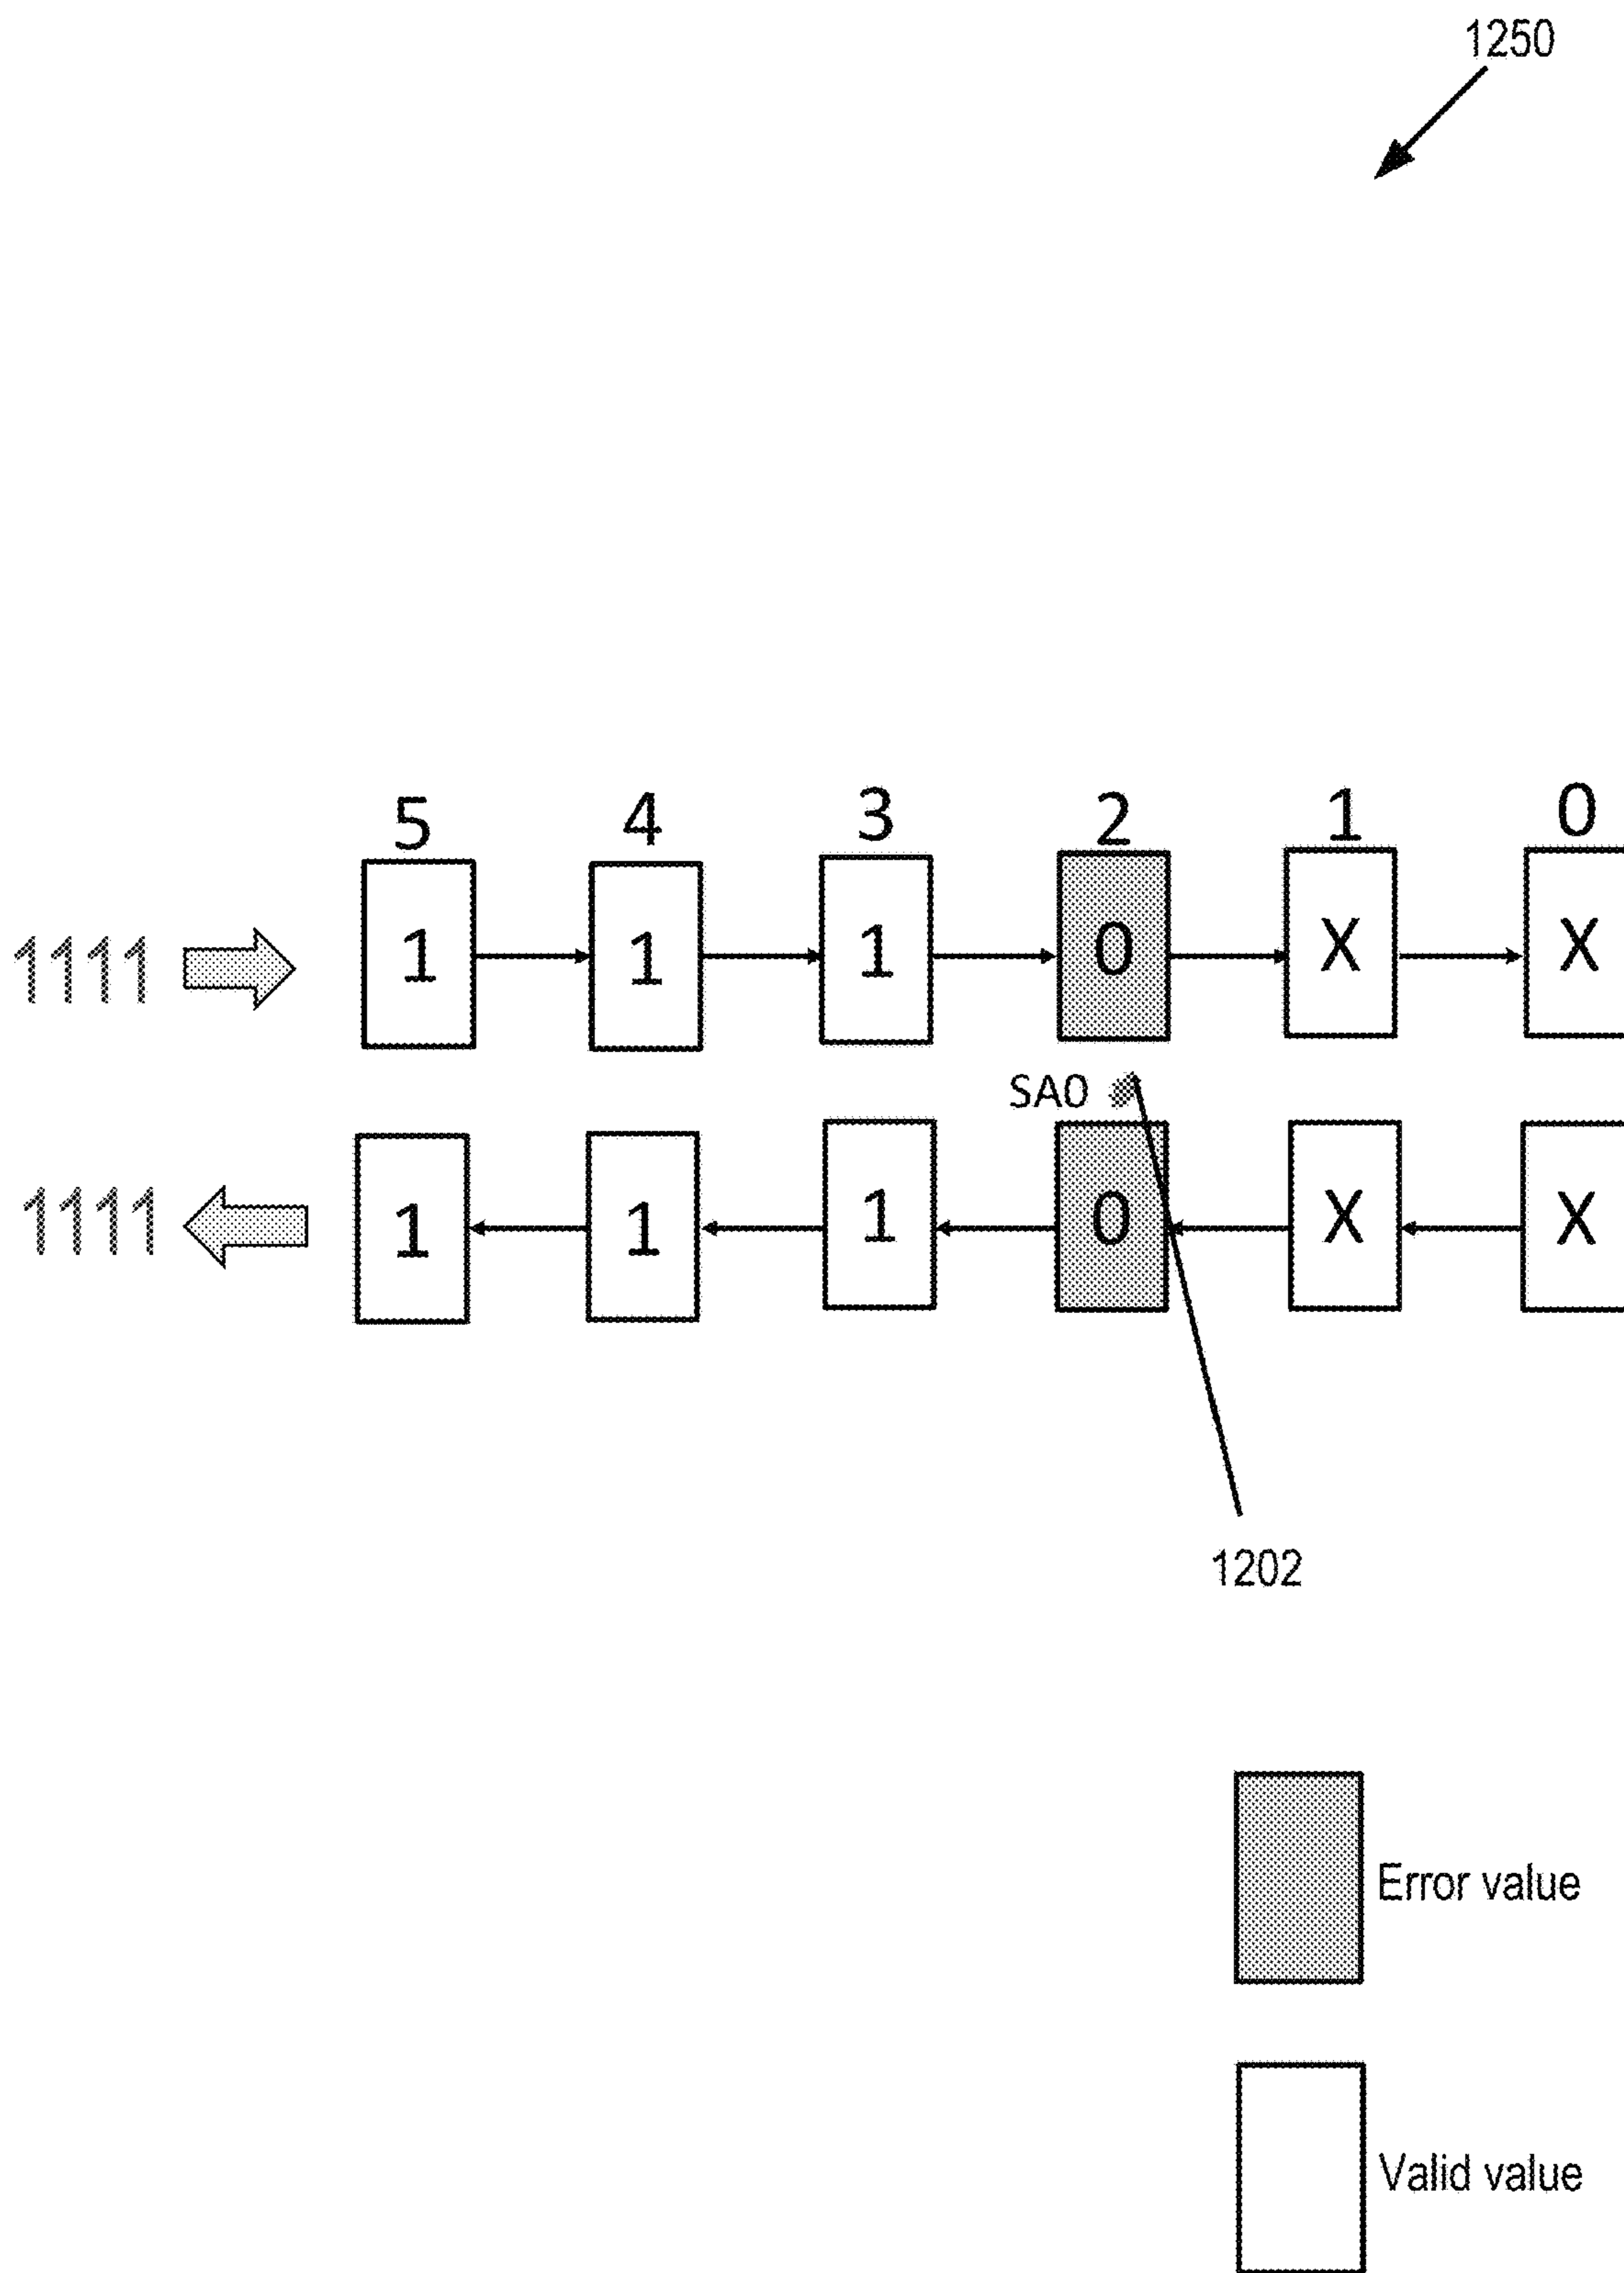 1250
5 4 3 2 1 0
1111 1 1 1 0 X X
SA0
1111 1 1 1 0 X X
1202
Error value
Valid value